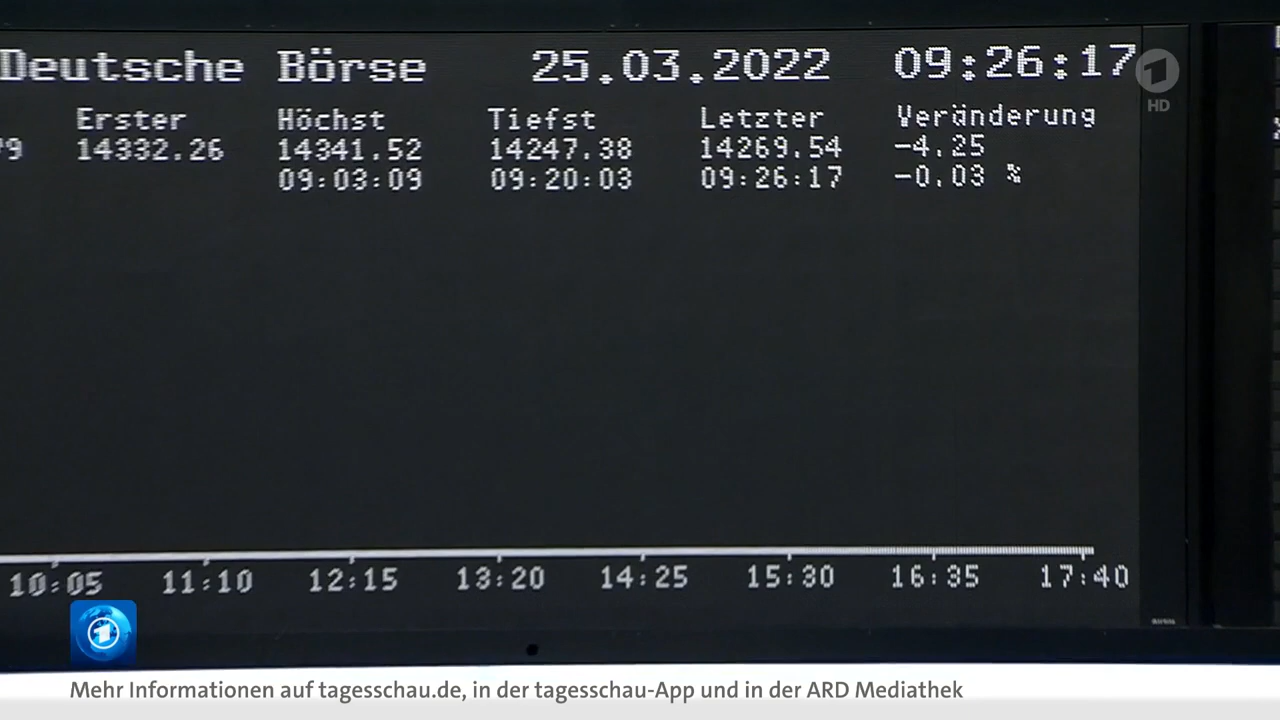 Deutsche Börse 25.03.2022 09:26:17
HD
Erster Höchst Tiefst Letzter Veränderung
79 14332.26 14341.52 14247.38 14269.54 -4.25
09:03:09 09:20:03 09:26:17 -0.03 %
10:05 11:10 12:15 13:20 14:25 15:30 16:35 17:40
Mehr Informationen auf tagesschau.de, in der tagesschau-App und in der ARD Mediathek